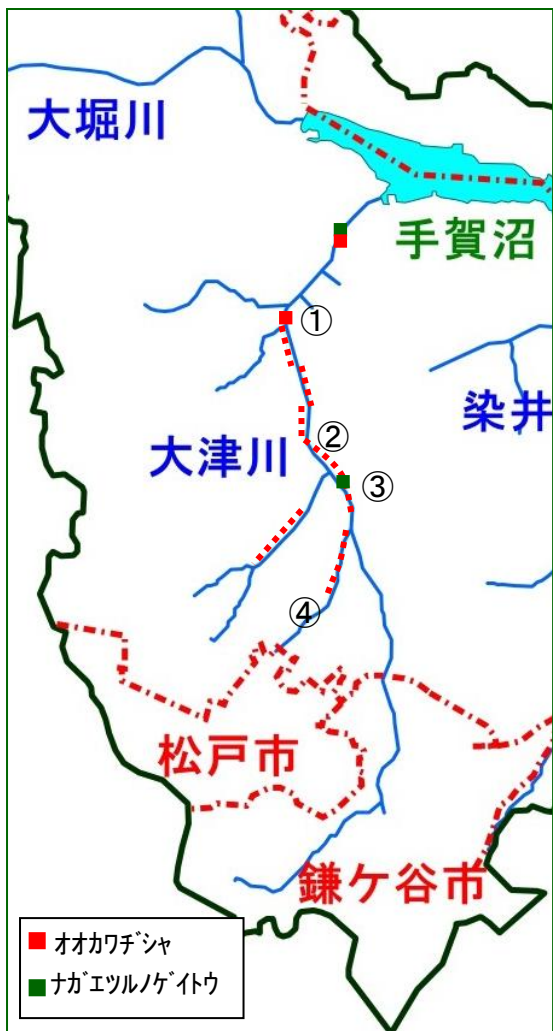 大堀川
手賀沼
①
染井
②
大津川
③
④
松戸市
鎌ケ谷市
オオカワヂシャ
ナガエツルノゲイトウ